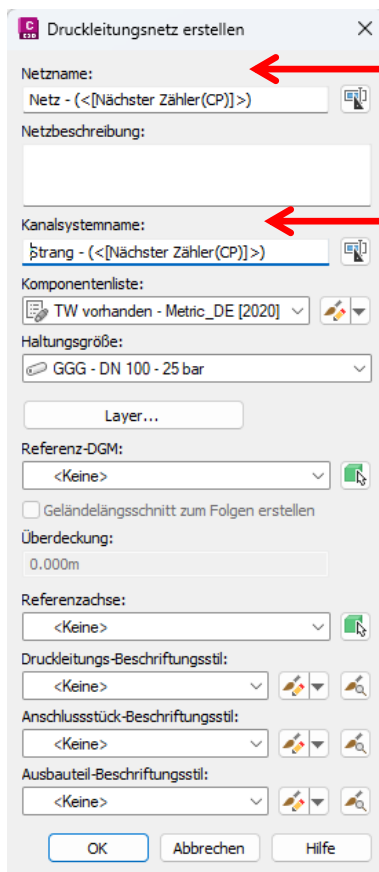 C
C3D
Druckleitungsnetz erstellen
Netzname:
Netz - (<[Nächster Zähler(CP)]>)
Netzbeschreibung:
Kanalsystemname:
Strang - (<[Nächster Zähler(CP)]>)
Komponentenliste:
TW vorhanden - Metric_DE [2020]
Haltungsgröße:
GGG - DN 100 - 25 bar
Layer...
Referenz-DGM:
<Keine>
Geländelängsschnitt zum Folgen erstellen
Überdeckung:
0.000m
Referenzachse:
<Keine>
Druckleitungs-Beschriftungsstil:
<Keine>
Anschlussstück-Beschriftungsstil:
<Keine>
Ausbauteil-Beschriftungsstil:
<Keine>
OK Abbrechen Hilfe